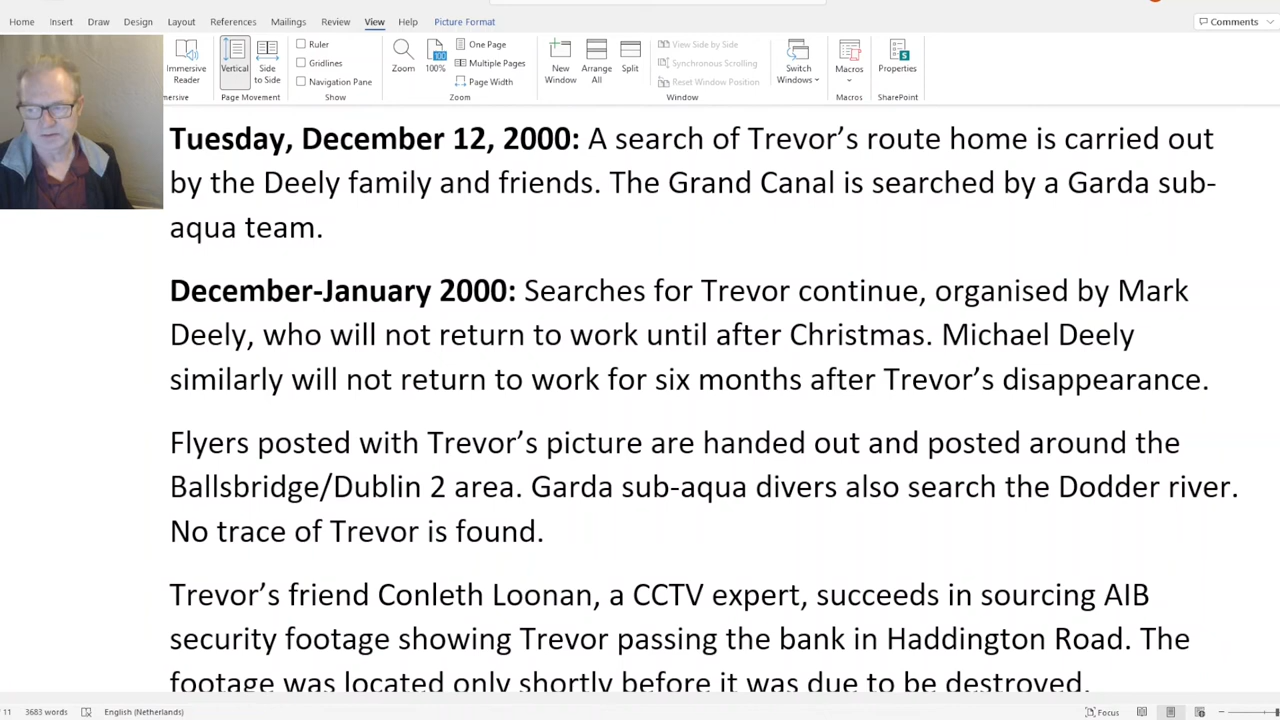 Home Insert Draw Design Layout References Mailings Review View Help Picture Format Comments
Immersive Reader
Vertical
Side to Side
Page Movement
Ruler
Gridlines
Navigation Pane
Show
Zoom
100%
One Page
Multiple Pages
Page Width
Zoom
New Window
Arrange All
Split
View Side by Side
Synchronous Scrolling
Reset Window Position
Window
Switch Windows
Macros
Macros
Properties
SharePoint
Tuesday, December 12, 2000: A search of Trevor’s route home is carried out
by the Deely family and friends. The Grand Canal is searched by a Garda sub-
aqua team.
December-January 2000: Searches for Trevor continue, organised by Mark
Deely, who will not return to work until after Christmas. Michael Deely
similarly will not return to work for six months after Trevor’s disappearance.
Flyers posted with Trevor’s picture are handed out and posted around the
Ballsbridge/Dublin 2 area. Garda sub-aqua divers also search the Dodder river.
No trace of Trevor is found.
Trevor’s friend Conleth Loonan, a CCTV expert, succeeds in sourcing AIB
security footage showing Trevor passing the bank in Haddington Road. The
footage was located only shortly before it was due to be destroyed.
11 3683 words English (Netherlands) Focus